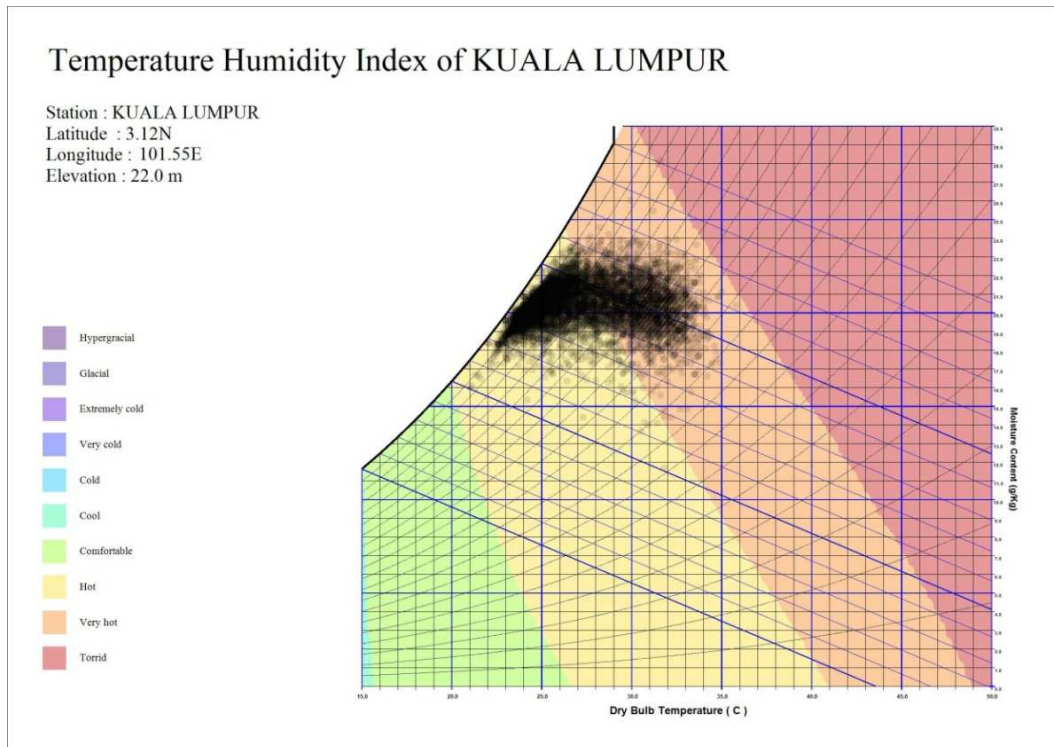 Temperature Humidity Index of KUALA LUMPUR
Station : KUALA LUMPUR
Latitude : 3.12N
Longitude : 101.55E
Elevation : 22.0 m
Hypergracial
Glacial
Extremely cold
Very cold
Cold
Cool
Comfortable
Hot
Very hot
Torrid
15.0 20.0 25.0 30.0 35.0 40.0 45.0 50.0
Dry Bulb Temperature ( C )
Moisture Content (g/Kg)